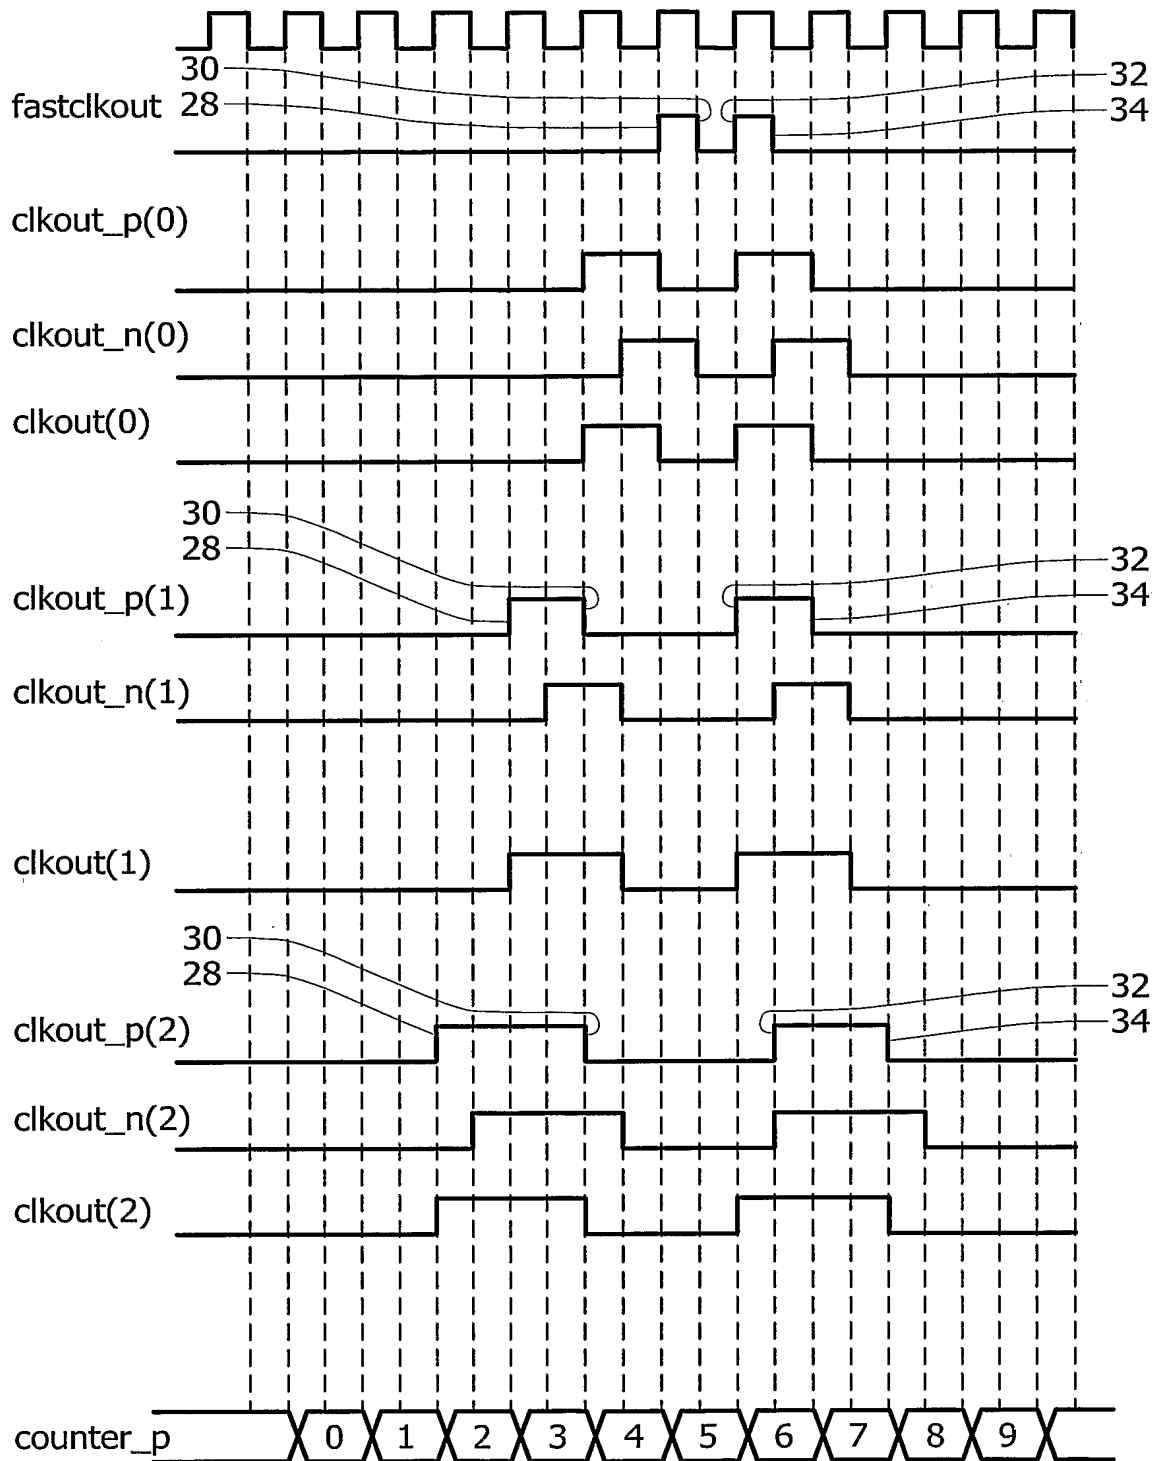 30
32
fastclkout 28
34
clkout_p(0)
clkout_n(0)
clkout(0)
30
28
32
clkout_p(1)
34
clkout_n(1)
clkout(1)
30
28
32
clkout_p(2)
34
clkout_n(2)
clkout(2)
counter_p 0 1 2 3 4 5 6 7 8 9